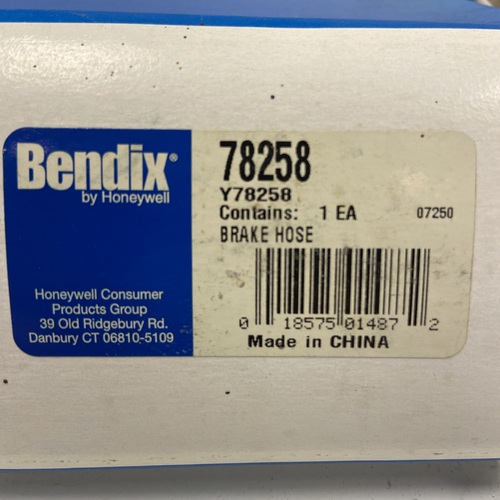 Bendix®
by Honeywell
Honeywell Consumer
Products Group
39 Old Ridgebury Rd.
Danbury CT 06810-5109
78258
Y78258
Contains: 1 EA 07250
BRAKE HOSE
0 18575 01487 2
Made in CHINA